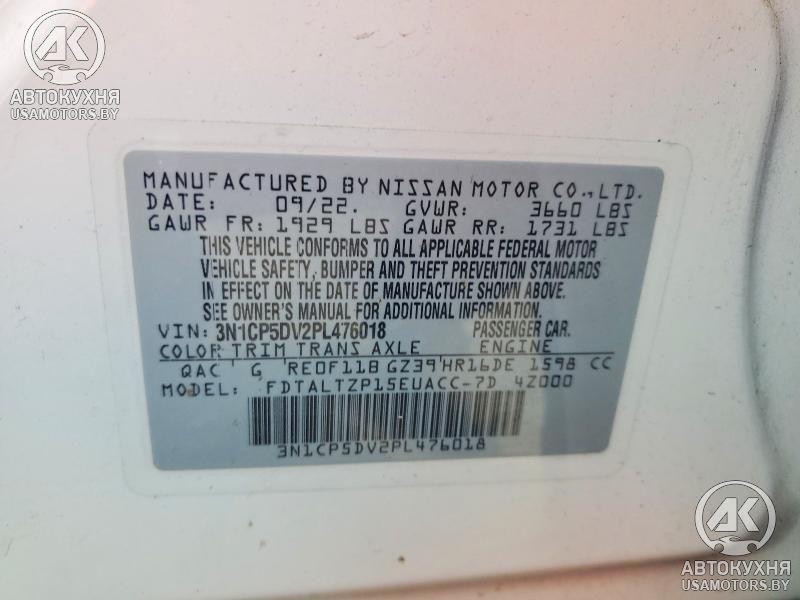 АК
АВТОКУХНЯ
USAMOTORS.BY
MANUFACTURED BY NISSAN MOTOR CO., LTD.
DATE: 09/22. GVWR: 3660 LBS
GAWR FR: 1929 LBS GAWR RR: 1731 LBS
THIS VEHICLE CONFORMS TO ALL APPLICABLE FEDERAL MOTOR
VEHICLE SAFETY, BUMPER AND THEFT PREVENTION STANDARDS
IN EFFECT ON THE DATE OF MANUFACTURE SHOWN ABOVE.
SEE OWNER'S MANUAL FOR ADDITIONAL INFORMATION.
VIN: 3N1CP5DV2PL476018 PASSENGER CAR.
COLOR TRIM TRANS AXLE ENGINE
QAC G RE0F11B GZ39 HR16DE 1598 CC
MODEL: FDTALTZP15EUACC-7D 4Z000
3N1CP5DV2PL476018
АК
АВТОКУХНЯ
USAMOTORS.BY